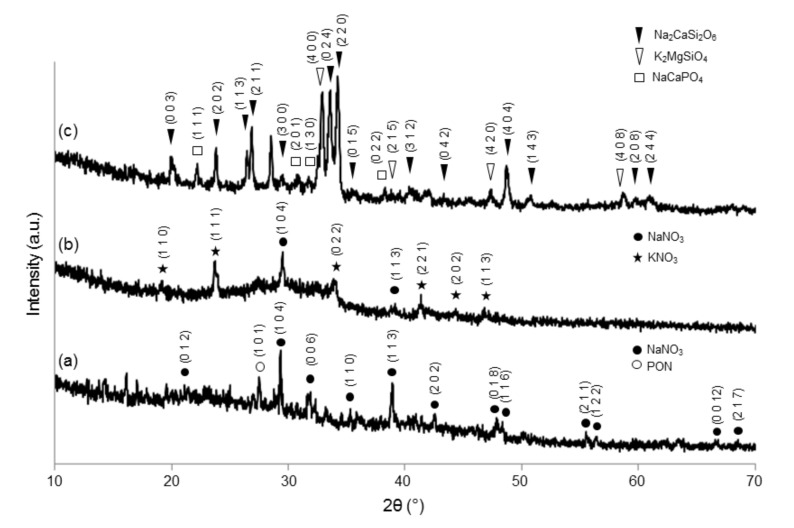 Na₂CaSi₂O₆
K₂MgSiO₄
NaCaPO₄
(c)
(0 0 3)
(1 1 1)
(2 0 2)
(1 1 3)
(2 1 1)
(3 0 0)
(2 0 1)
(1 3 0)
(4 0 0)
(0 2 4)
(2 2 0)
(0 1 5)
(0 2 2)
(2 1 5)
(3 1 2)
(0 4 2)
(4 2 0)
(4 0 4)
(1 4 3)
(4 0 8)
(2 0 8)
(2 4 4)
(b)
(1 1 0)
(1 1 1)
(1 0 4)
(0 2 2)
(1 1 3)
(2 2 1)
(2 0 2)
(1 1 3)
NaNO₃
KNO₃
(a)
(0 1 2)
(1 0 1)
(1 0 4)
(0 0 6)
(1 1 0)
(1 1 3)
(2 0 2)
(0 1 8)
(1 1 6)
(2 1 1)
(1 2 2)
(0 0 12)
(2 1 7)
NaNO₃
PON
Intensity (a.u.)
10 20 30 40 50 60 70
2θ (°)